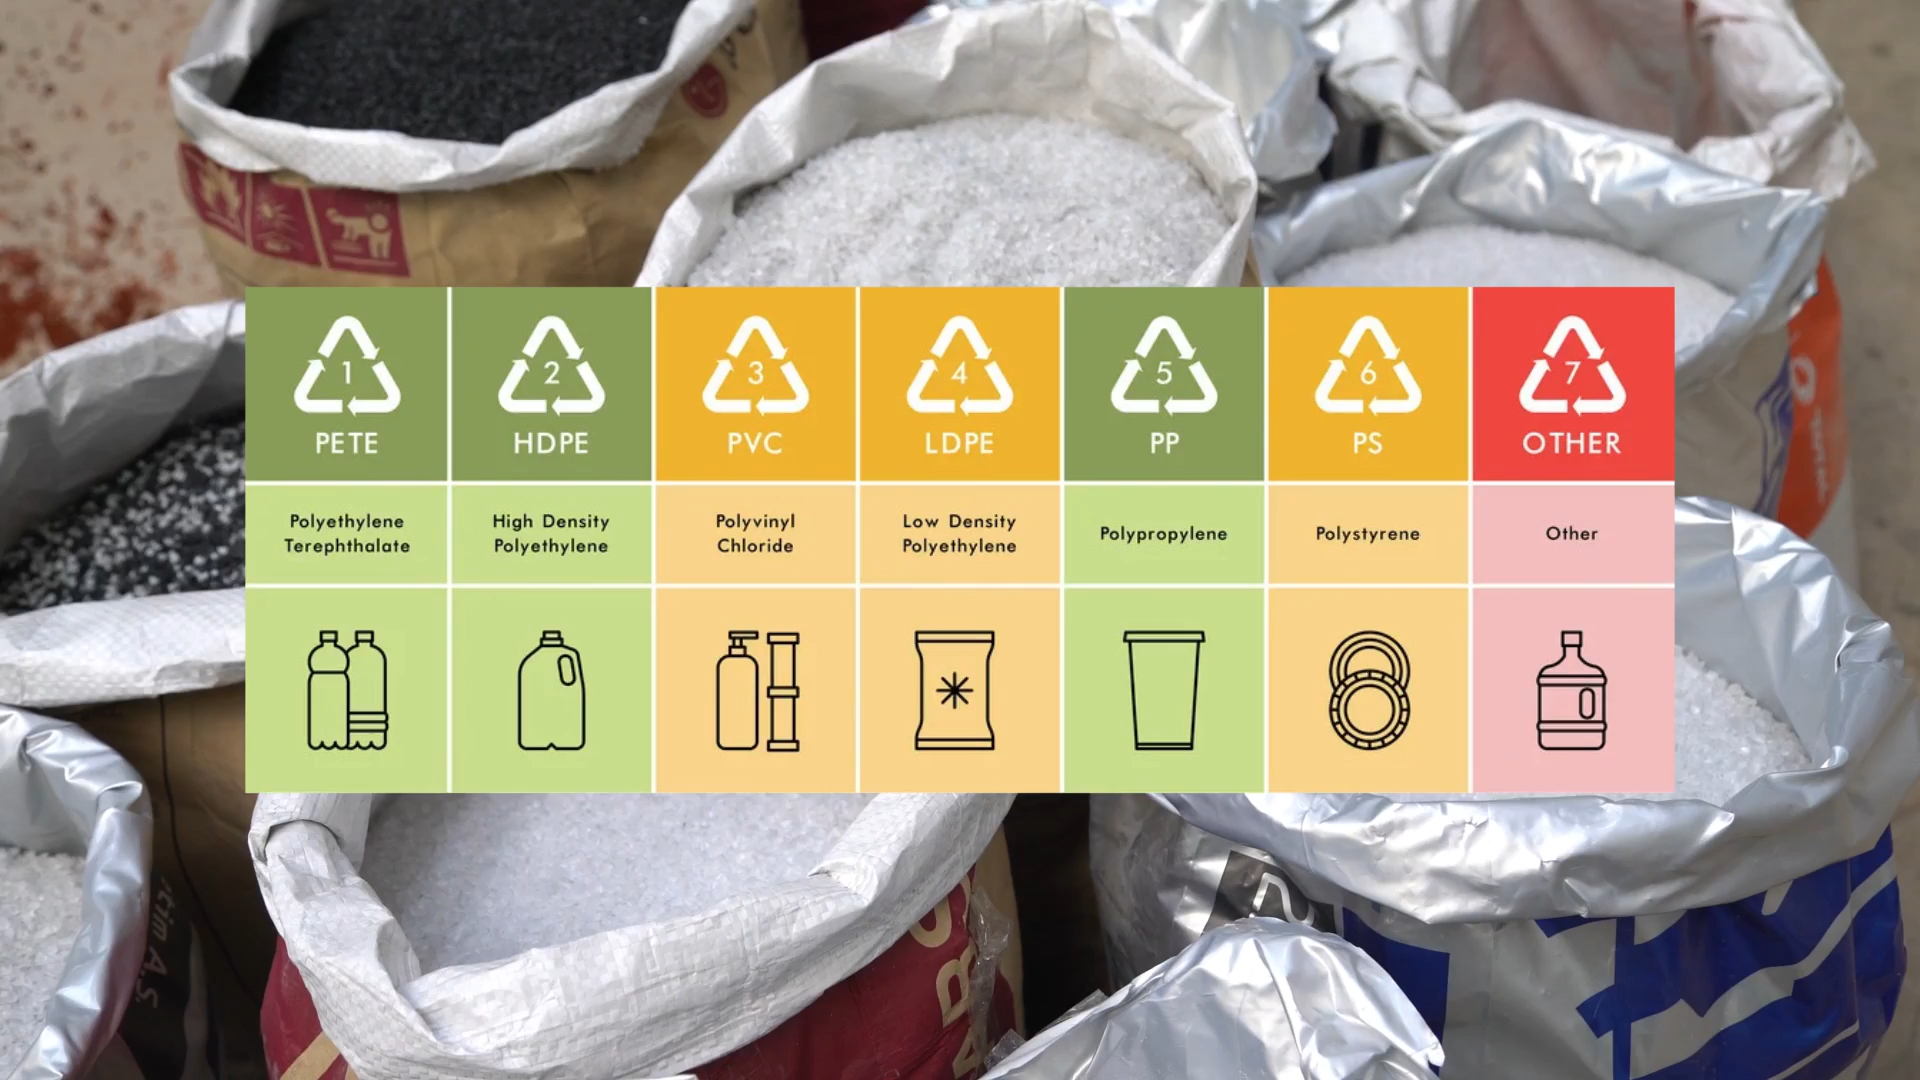 1
PETE
2
HDPE
3
PVC
4
LDPE
5
PP
6
PS
7
OTHER
Polyethylene
Terephthalate
High Density
Polyethylene
Polyvinyl
Chloride
Low Density
Polyethylene
Polypropylene
Polystyrene
Other